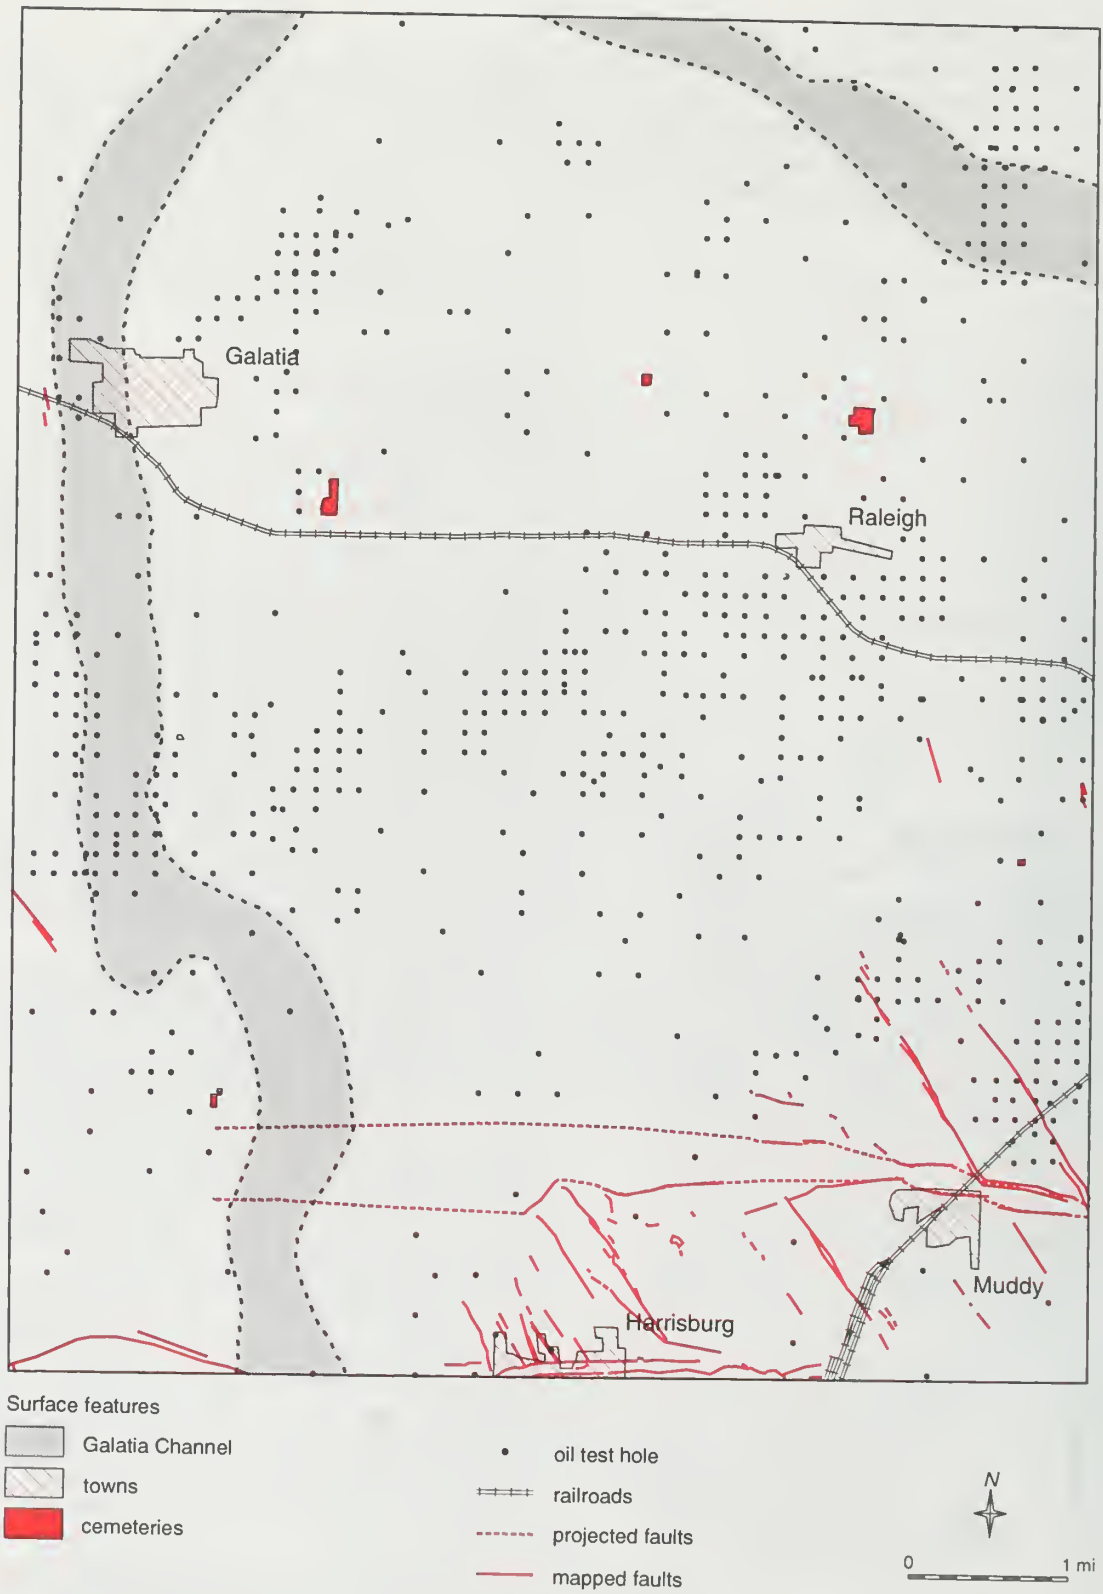 Galatia
Raleigh
Muddy
Harrisburg
Surface features
Galatia Channel
towns
cemeteries
oil test hole
railroads
projected faults
mapped faults
N
0 1 mi